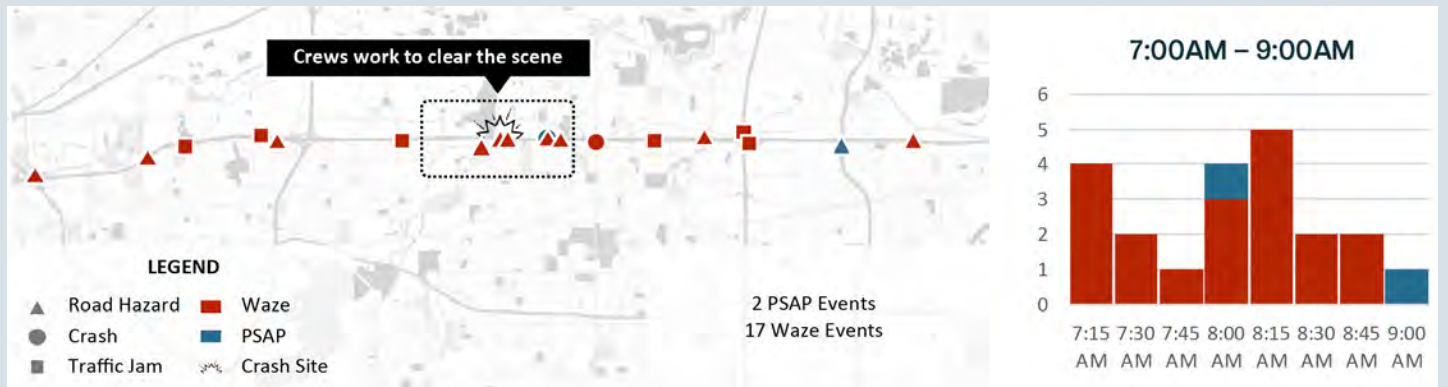 Crews work to clear the scene
LEGEND
Road Hazard
Waze
Crash
PSAP
Traffic Jam
Crash Site
2 PSAP Events
17 Waze Events
7:00AM – 9:00AM
6
5
4
3
2
1
0
7:15 AM
7:30 AM
7:45 AM
8:00 AM
8:15 AM
8:30 AM
8:45 AM
9:00 AM